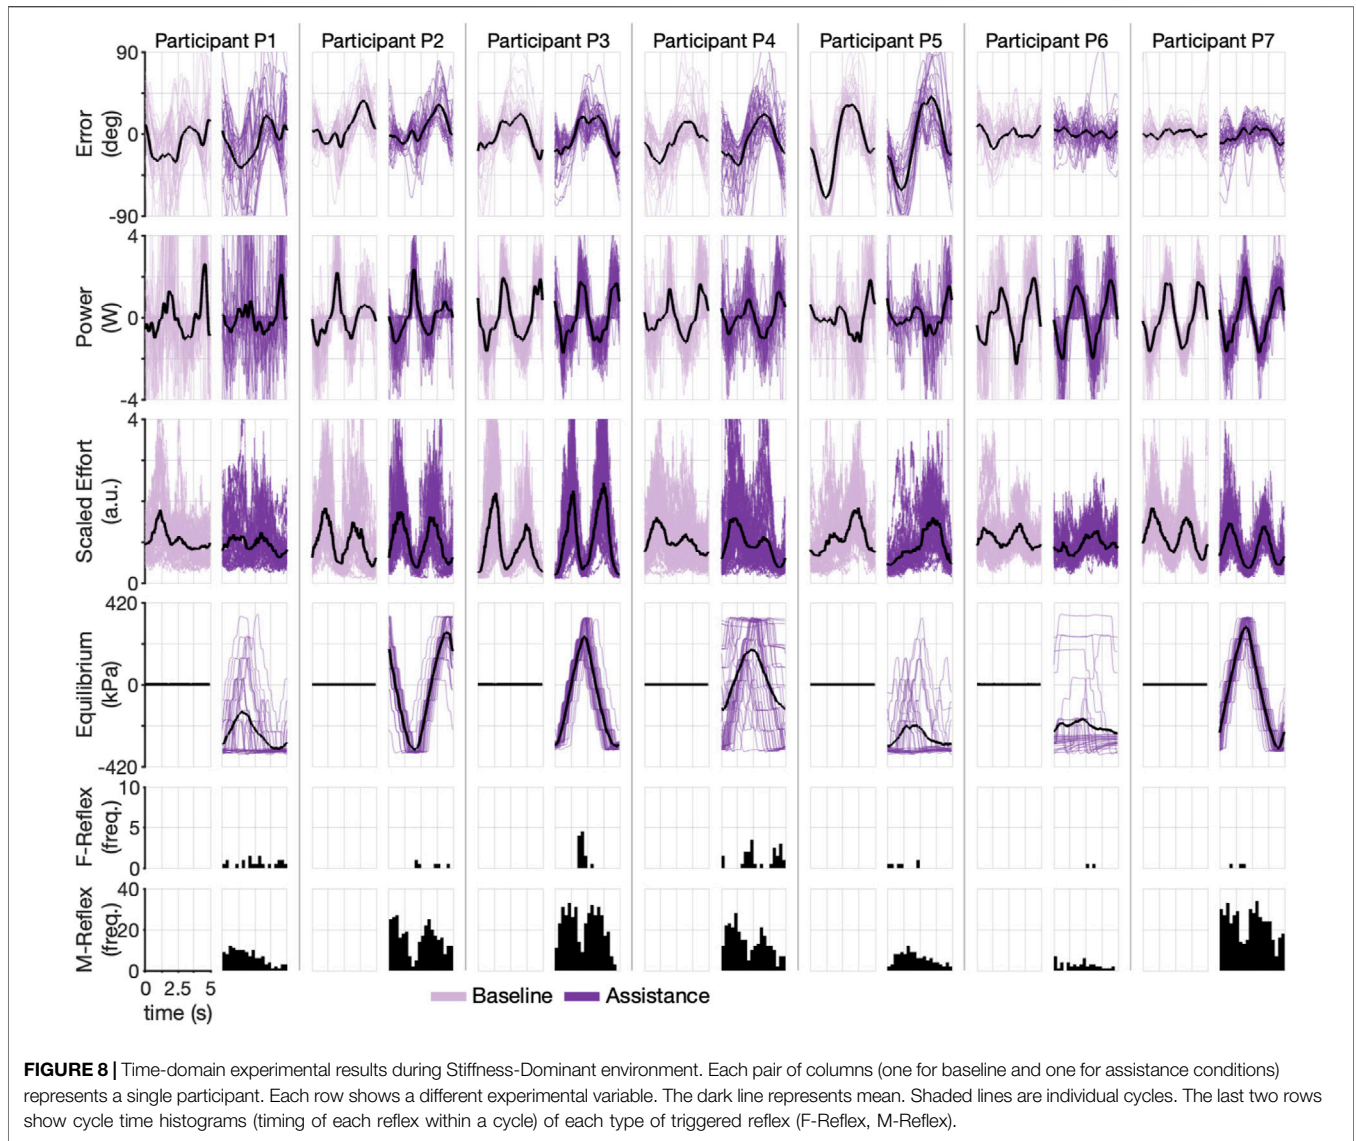 Participant P1 Participant P2 Participant P3 Participant P4 Participant P5 Participant P6 Participant P7
90
Error
(deg)
0
-90
4
Power
(W)
0
-4
4
Scaled Effort
(a.u.)
0
420
Equilibrium
(kPa)
0
-420
10
F-Reflex
(freq.)
5
0
40
M-Reflex
(freq.)
20
0
0 2.5 5
time (s)
Baseline Assistance
FIGURE 8 | Time-domain experimental results during Stiffness-Dominant environment. Each pair of columns (one for baseline and one for assistance conditions)
represents a single participant. Each row shows a different experimental variable. The dark line represents mean. Shaded lines are individual cycles. The last two rows
show cycle time histograms (timing of each reflex within a cycle) of each type of triggered reflex (F-Reflex, M-Reflex).